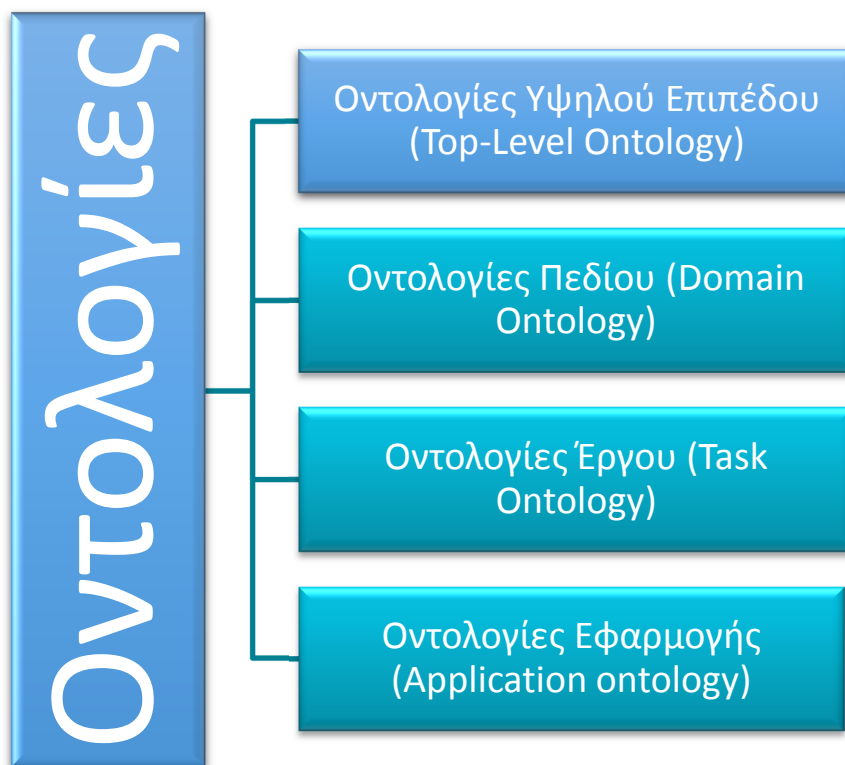 Οντολογίες
Οντολογίες Υψηλού Επιπέδου
(Top-Level Ontology)
Οντολογίες Πεδίου (Domain
Ontology)
Οντολογίες Έργου (Task
Ontology)
Οντολογίες Εφαρμογής
(Application ontology)